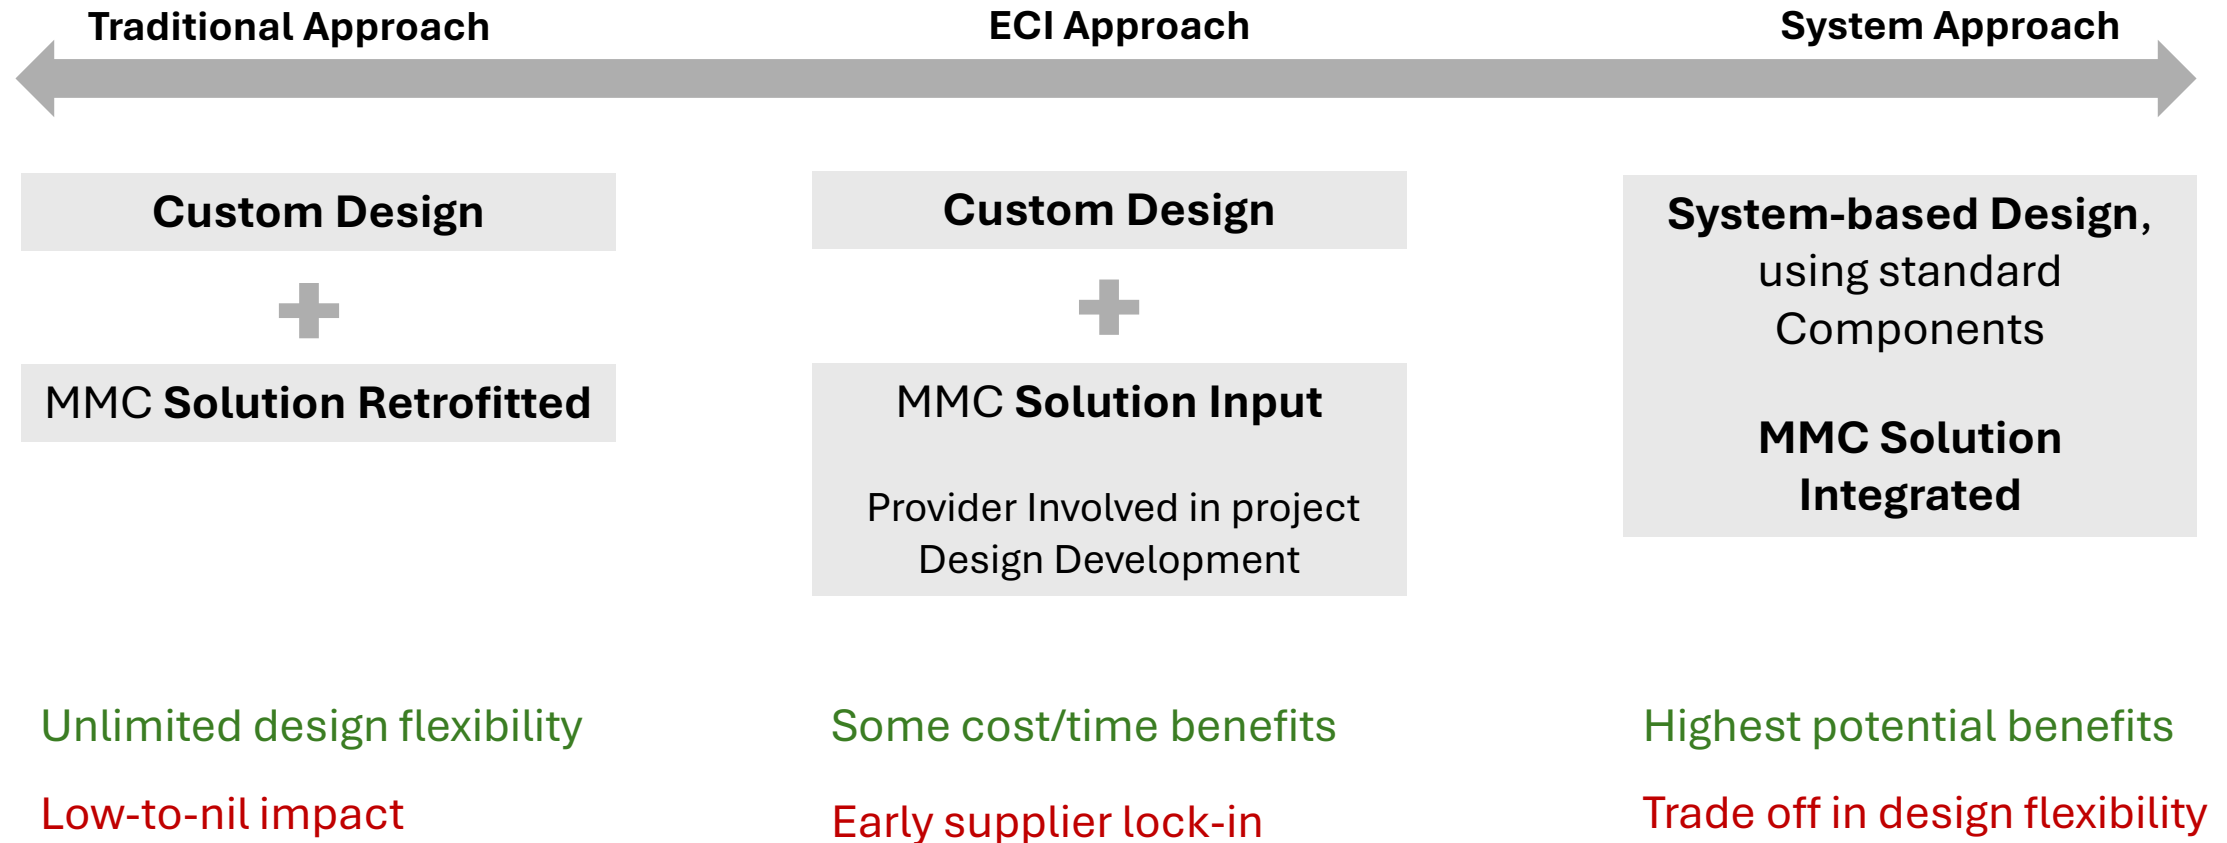 Traditional Approach
ECI Approach
System Approach
Custom Design
MMC Solution Retrofitted
Custom Design
MMC Solution Input
Provider Involved in project
Design Development
System-based Design,
using standard
Components
MMC Solution
Integrated
Unlimited design flexibility
Low-to-nil impact
Some cost/time benefits
Early supplier lock-in
Highest potential benefits
Trade off in design flexibility